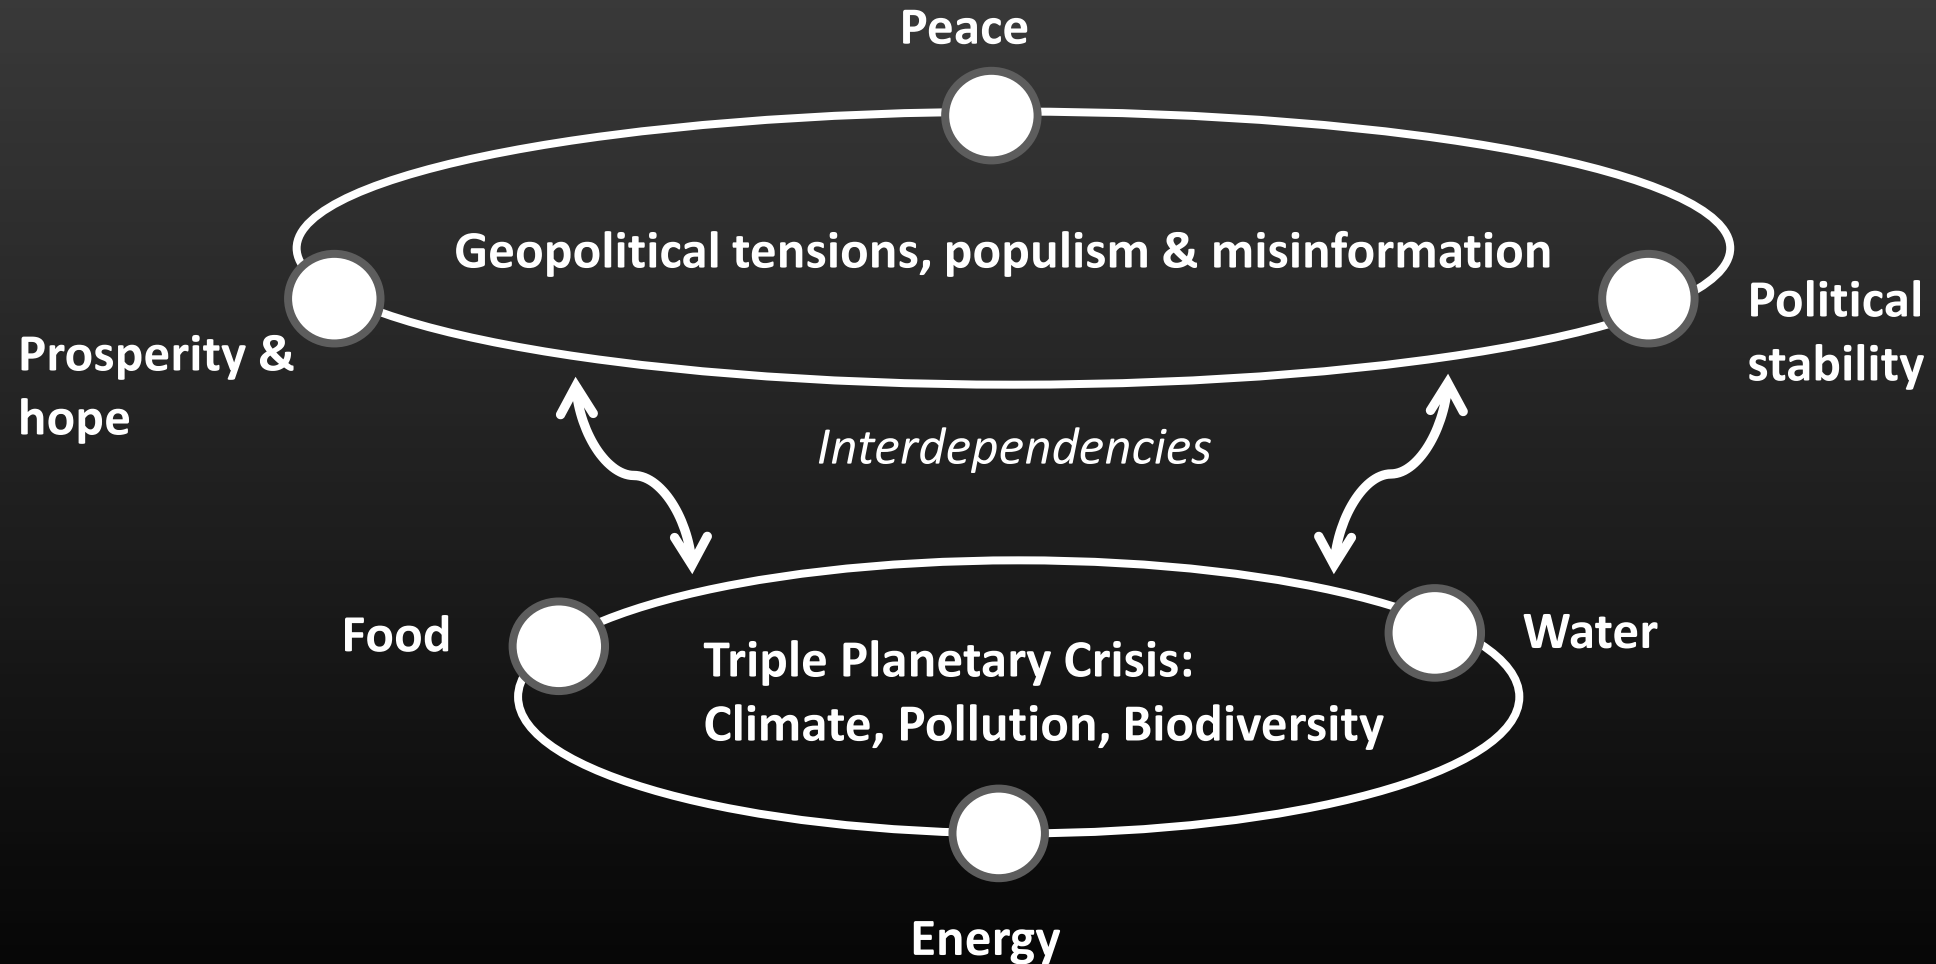 Peace
Geopolitical tensions, populism & misinformation
Political
stability
Prosperity &
hope
Interdependencies
Food
Water
Triple Planetary Crisis:
Climate, Pollution, Biodiversity
Energy